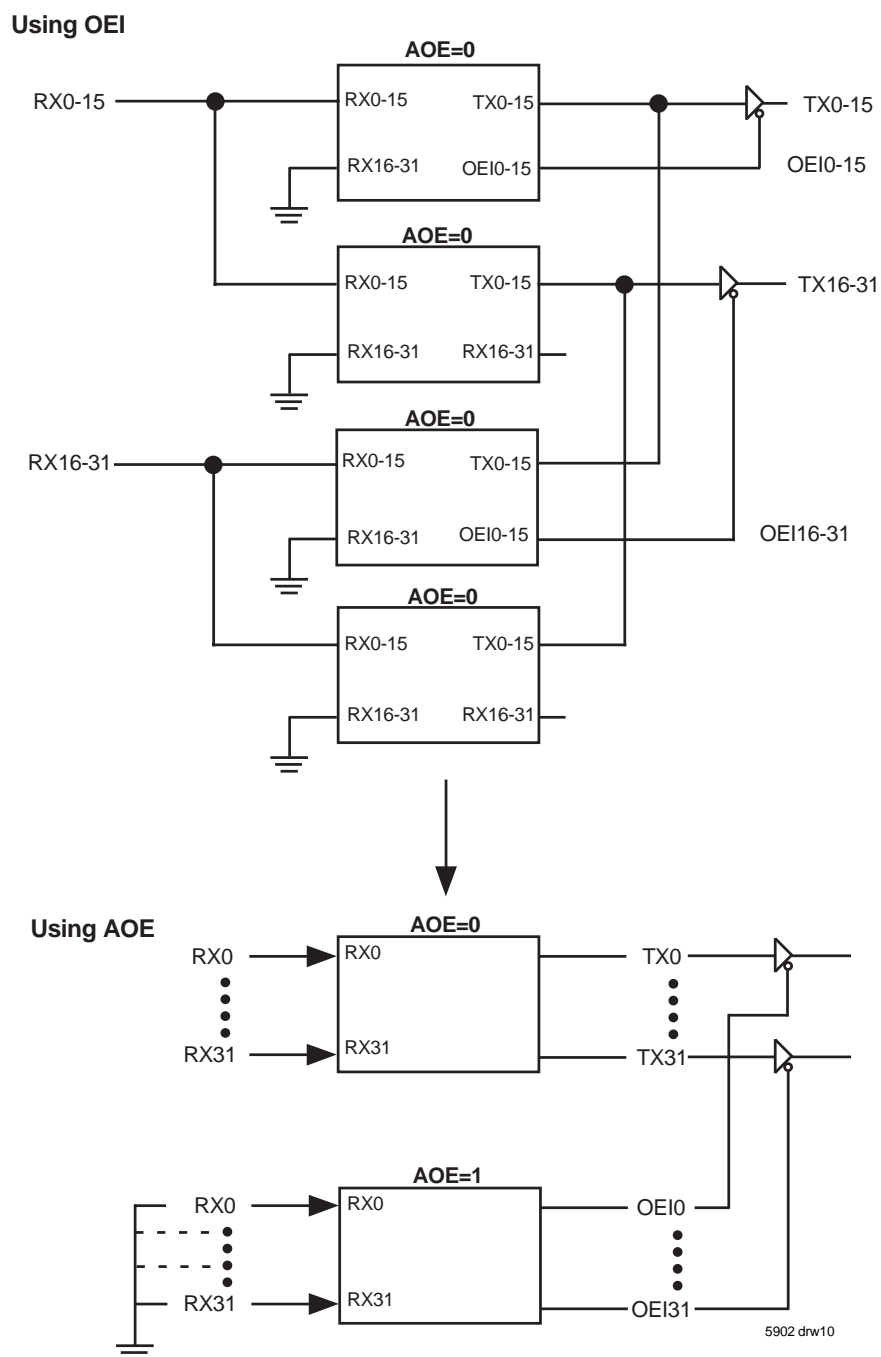 Using OEI
AOE=0
RX0-15 RX0-15 TX0-15 TX0-15
RX16-31 OEI0-15 OEI0-15
AOE=0
RX0-15 TX0-15 TX16-31
RX16-31 RX16-31
AOE=0
RX16-31 RX0-15 TX0-15
RX16-31 OEI0-15 OEI16-31
AOE=0
RX0-15 TX0-15
RX16-31 RX16-31
Using AOE
AOE=0
RX0 RX0 TX0
RX31 RX31 TX31
AOE=1
RX0 RX0 OEI0
RX31 RX31 OEI31
5902 drw10